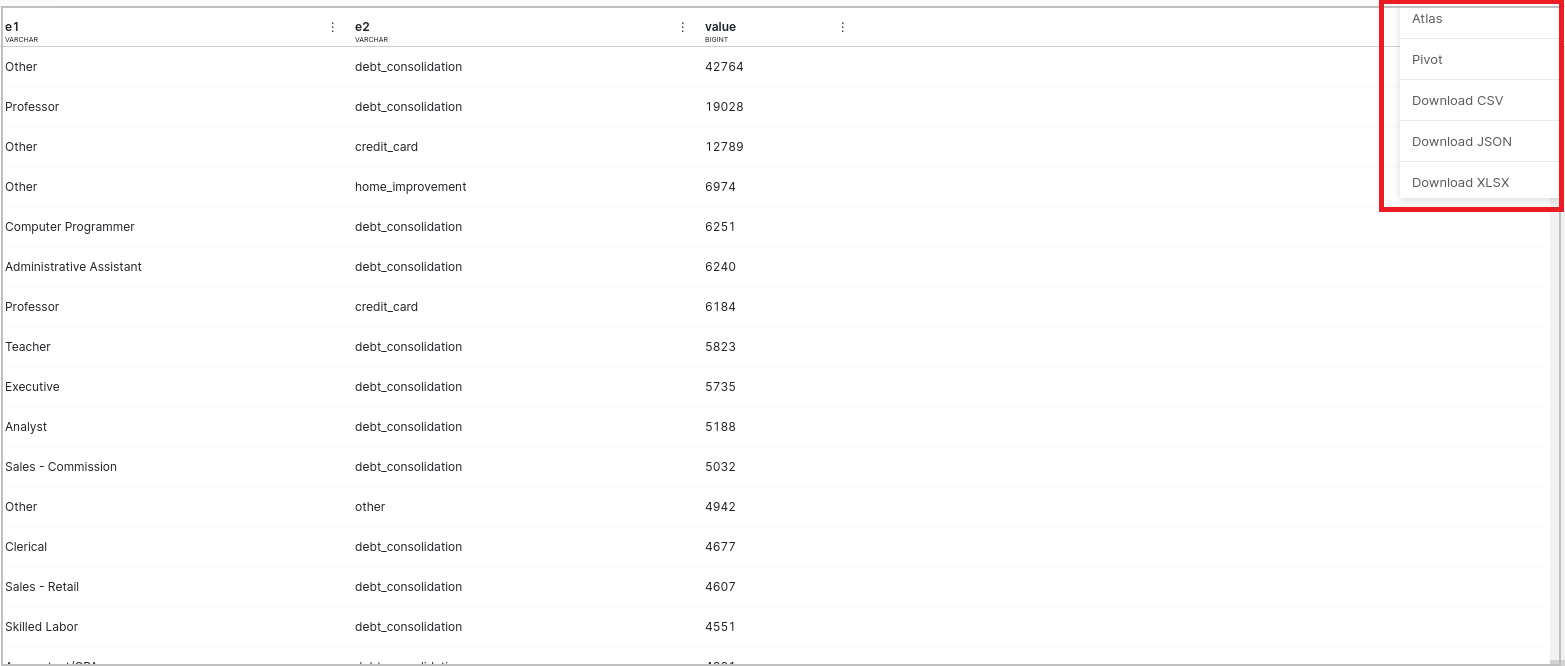 e1 e2 value
VARCHAR VARCHAR BIGINT
Other debt_consolidation 42764
Professor debt_consolidation 19028
Other credit_card 12789
Other home_improvement 6974
Computer Programmer debt_consolidation 6251
Administrative Assistant debt_consolidation 6240
Professor credit_card 6184
Teacher debt_consolidation 5823
Executive debt_consolidation 5735
Analyst debt_consolidation 5188
Sales - Commission debt_consolidation 5032
Other other 4942
Clerical debt_consolidation 4677
Sales - Retail debt_consolidation 4607
Skilled Labor debt_consolidation 4551
Atlas
Pivot
Download CSV
Download JSON
Download XLSX